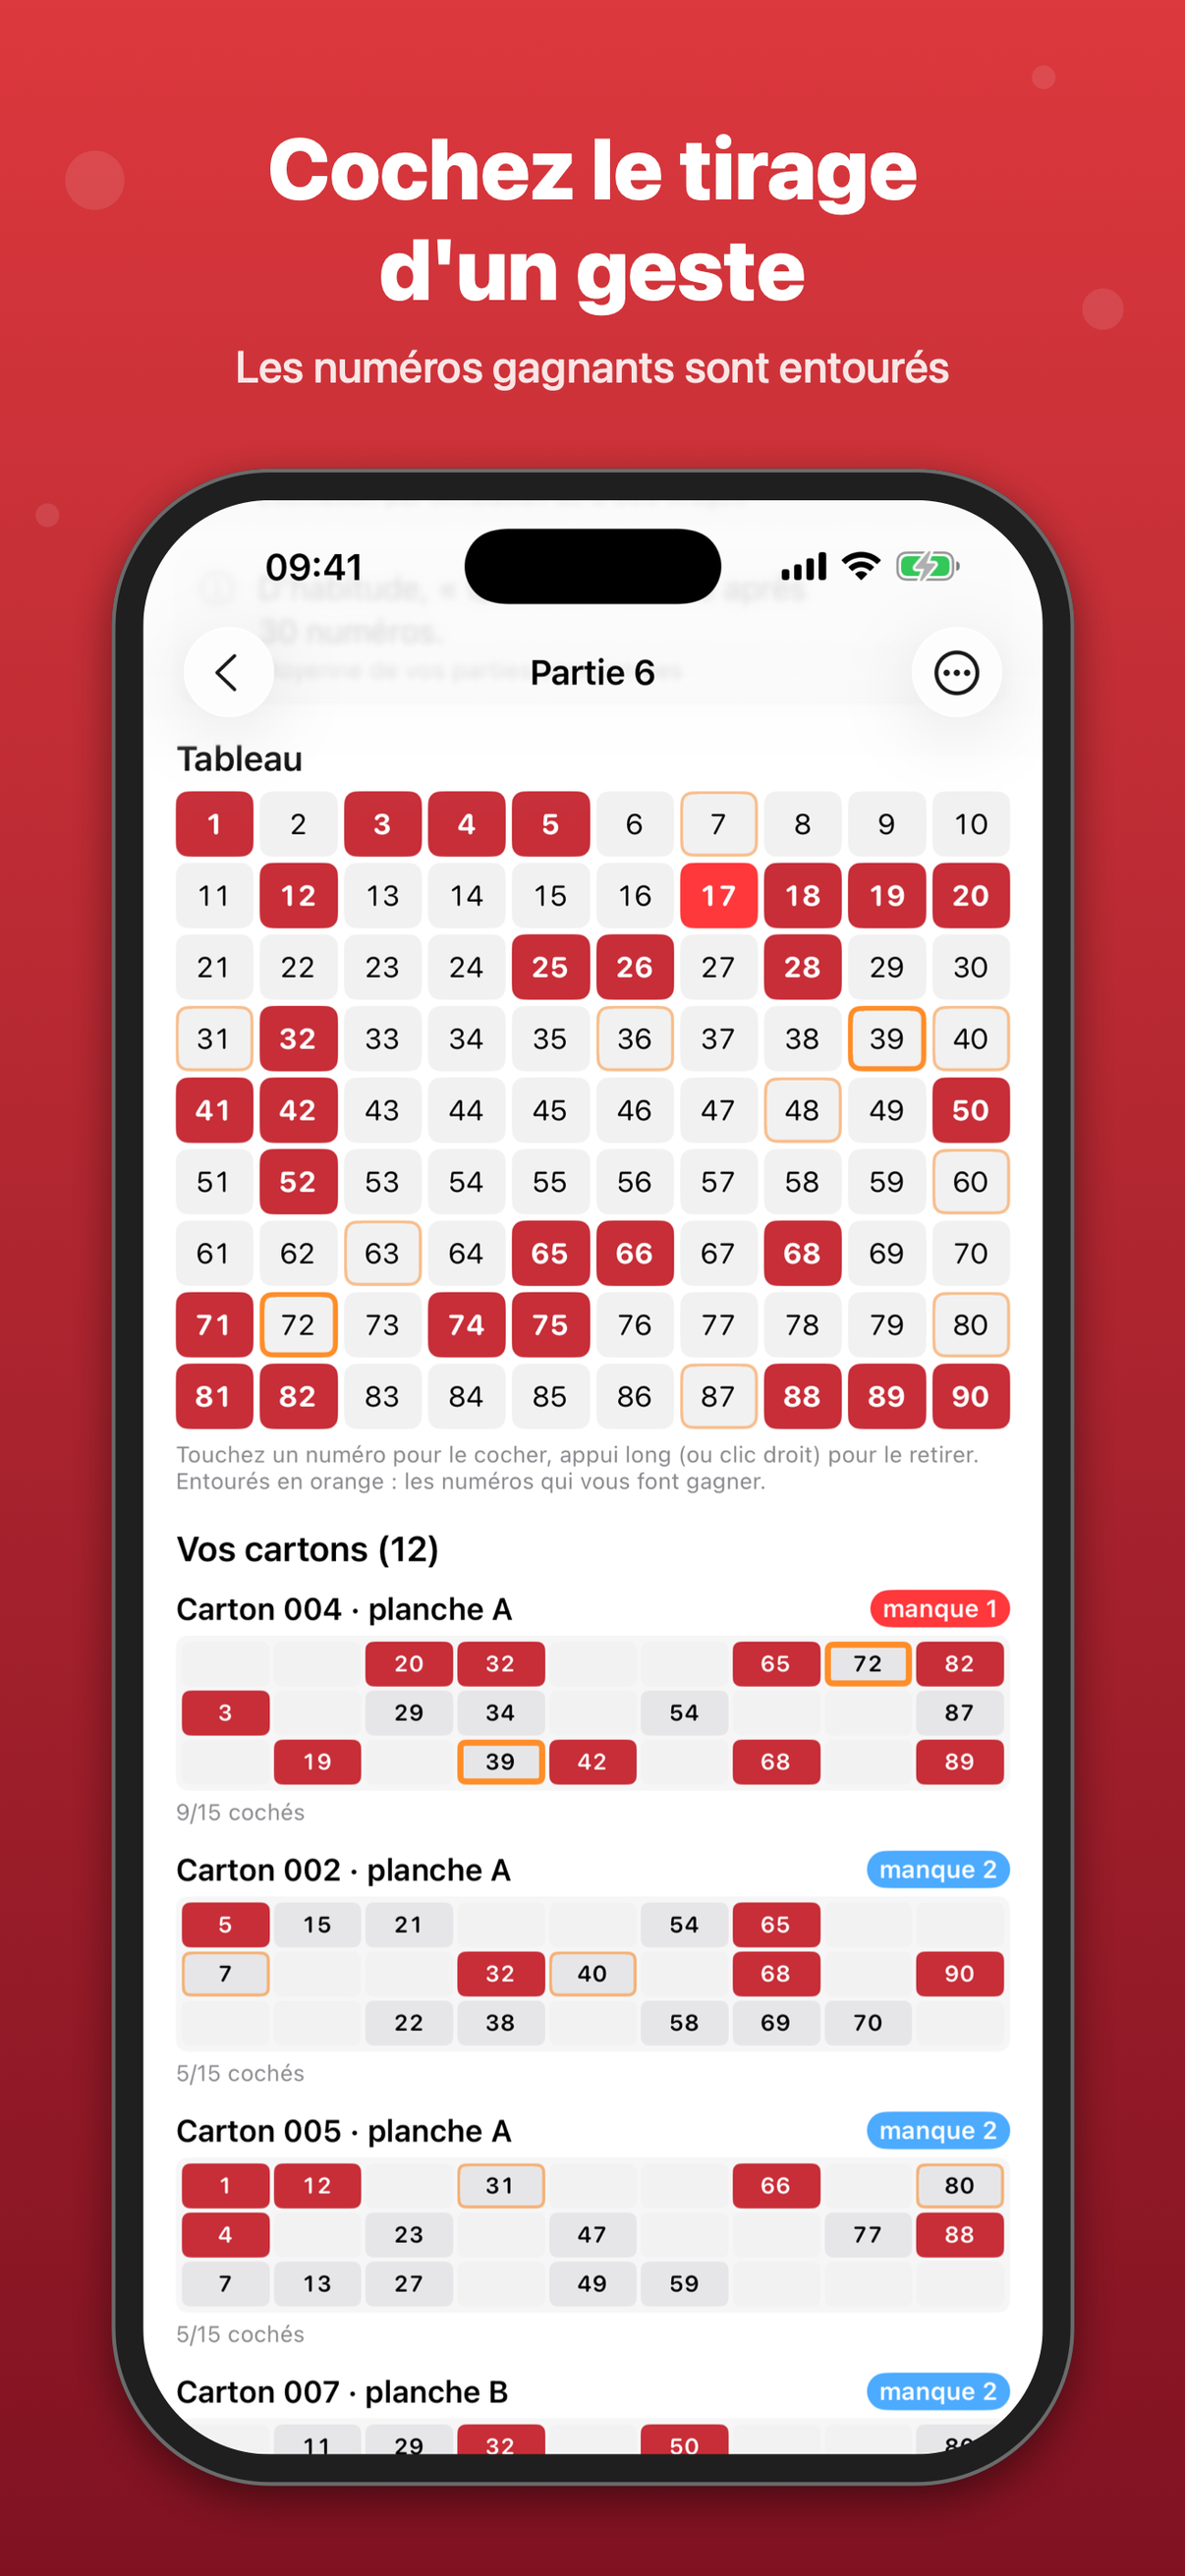 Cochez le tirage
d'un geste
Les numéros gagnants sont entourés
09:41
D'habitude, « après
30 numéros.
Partie 6
Tableau
1 2 3 4 5 6 7 8 9 10
11 12 13 14 15 16 17 18 19 20
21 22 23 24 25 26 27 28 29 30
31 32 33 34 35 36 37 38 39 40
41 42 43 44 45 46 47 48 49 50
51 52 53 54 55 56 57 58 59 60
61 62 63 64 65 66 67 68 69 70
71 72 73 74 75 76 77 78 79 80
81 82 83 84 85 86 87 88 89 90
Touchez un numéro pour le cocher, appui long (ou clic droit) pour le retirer.
Entourés en orange : les numéros qui vous font gagner.
Vos cartons (12)
Carton 004 · planche A manque 1
20 32 65 72 82
3 29 34 54 87
19 39 42 68 89
9/15 cochés
Carton 002 · planche A manque 2
5 15 21 54 65
7 32 40 68 90
22 38 58 69 70
5/15 cochés
Carton 005 · planche A manque 2
1 12 31 66 80
4 23 47 77 88
7 13 27 49 59
5/15 cochés
Carton 007 · planche B manque 2
11 29 32 50